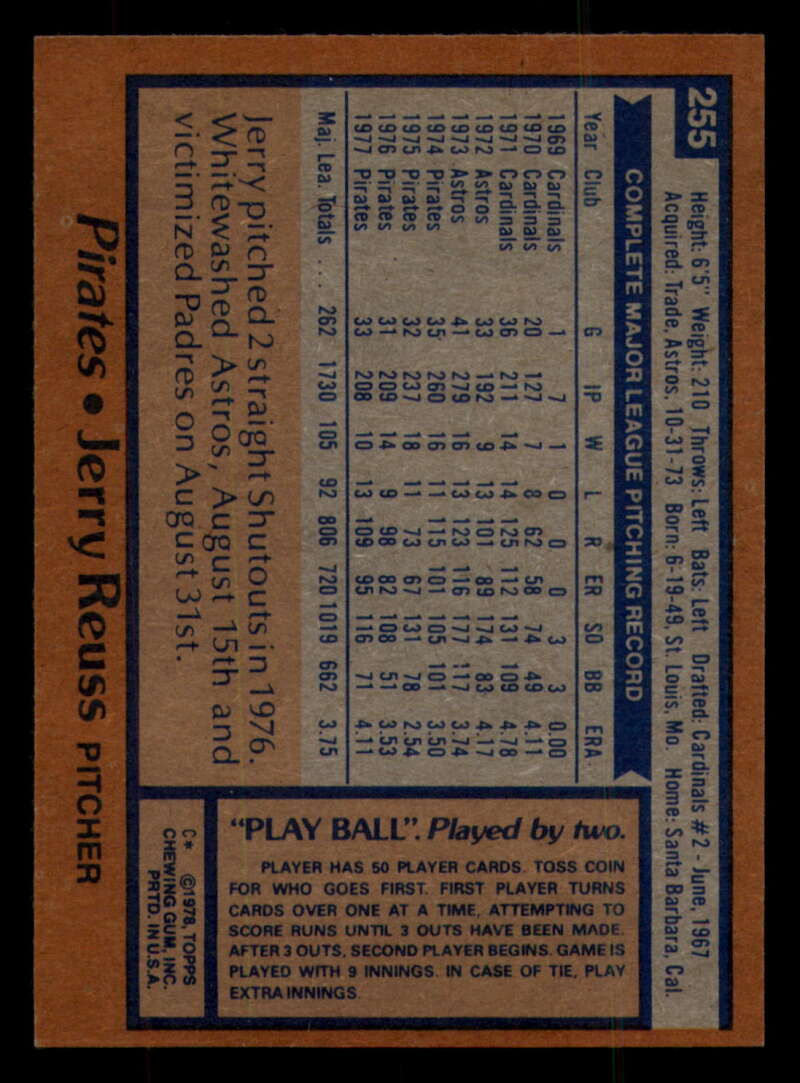 255
Height: 6'5" Weight: 210 Throws: Left Bats: Left Drafted: Cardinals #2 - June, 1967
Acquired: Trade, Astros, 10-31-73 Born: 6-19-49, St. Louis, Mo. Home: Santa Barbara, Cal.
COMPLETE MAJOR LEAGUE PITCHING RECORD
Year Club G IP W L R ER SO BB ERA
1969 Cardinals 1 7 1 0 0 0 3 3 0.00
1970 Cardinals 20 127 7 8 62 58 74 49 4.11
1971 Cardinals 36 211 14 14 125 112 131 109 4.78
1972 Astros 33 192 9 13 101 89 174 83 4.17
1973 Astros 41 279 16 13 123 116 177 117 3.74
1974 Pirates 35 260 16 11 115 101 105 101 3.50
1975 Pirates 32 237 18 11 73 67 131 78 2.54
1976 Pirates 31 209 14 9 98 82 108 51 3.53
1977 Pirates 33 208 10 13 109 95 116 71 4.11
Maj. Lea. Totals ... 262 1730 105 92 806 720 1019 662 3.75
Jerry pitched 2 straight Shutouts in 1976.
Whitewashed Astros, August 15th and
victimized Padres on August 31st.
Pirates • Jerry Reuss PITCHER
"PLAY BALL". Played by two.
PLAYER HAS 50 PLAYER CARDS. TOSS COIN
FOR WHO GOES FIRST. FIRST PLAYER TURNS
CARDS OVER ONE AT A TIME, ATTEMPTING TO
SCORE RUNS UNTIL 3 OUTS HAVE BEEN MADE.
AFTER 3 OUTS, SECOND PLAYER BEGINS. GAME IS
PLAYED WITH 9 INNINGS. IN CASE OF TIE, PLAY
EXTRA INNINGS.
C* ©1978, TOPPS
CHEWING GUM, INC.
PRTD. IN U.S.A.